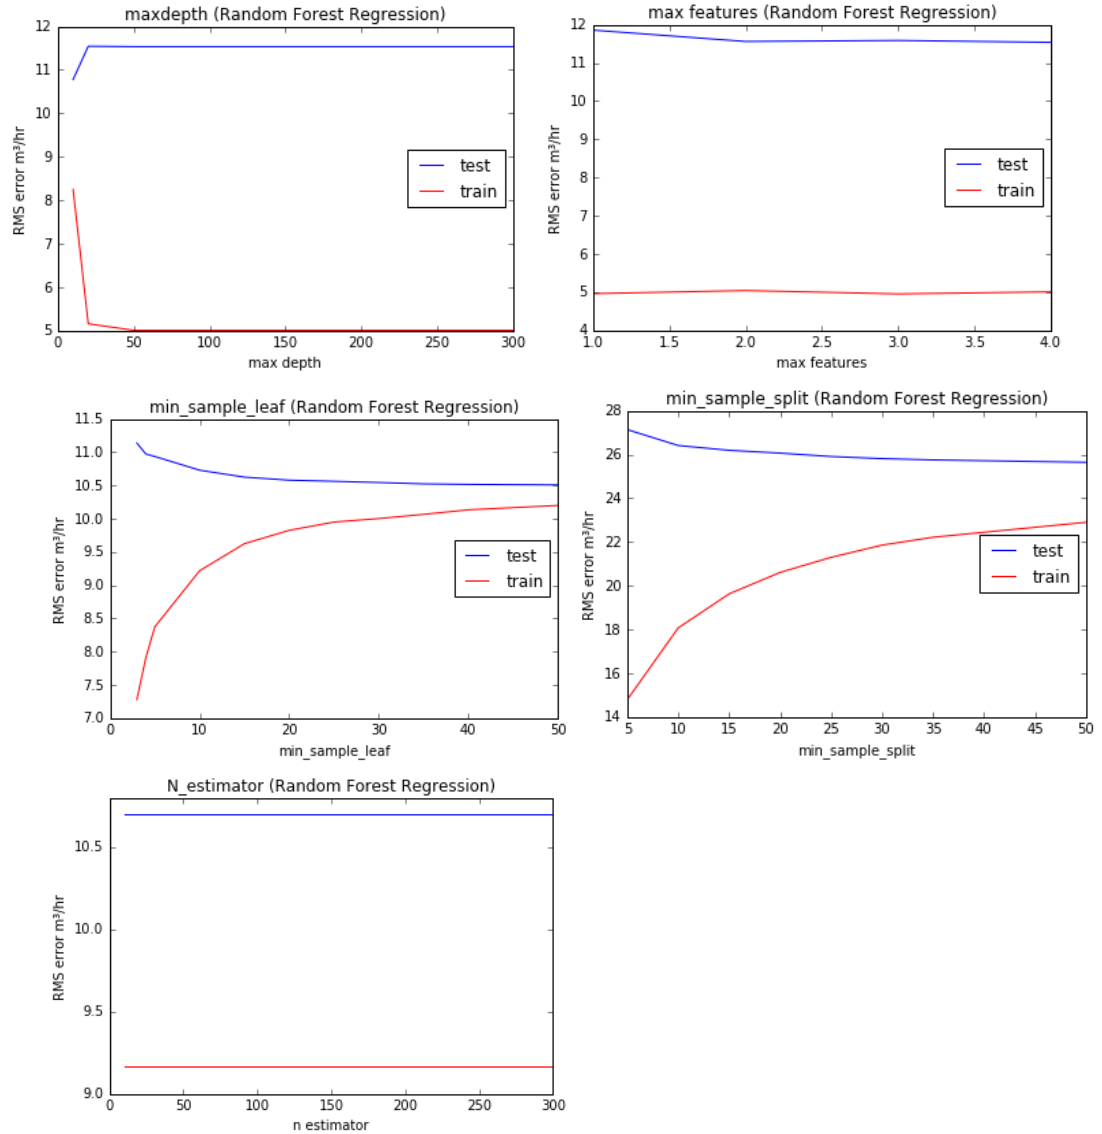 maxdepth (Random Forest Regression)
12
11
10
9
8
7
6
5
RMS error m³/hr
test
train
0 50 100 150 200 250 300
max depth
max features (Random Forest Regression)
12
11
10
9
8
7
6
5
4
RMS error m³/hr
test
train
1.0 1.5 2.0 2.5 3.0 3.5 4.0
max features
min_sample_leaf (Random Forest Regression)
11.5
11.0
10.5
10.0
9.5
9.0
8.5
8.0
7.5
7.0
RMS error m³/hr
test
train
0 10 20 30 40 50
min_sample_leaf
min_sample_split (Random Forest Regression)
28
26
24
22
20
18
16
14
RMS error m³/hr
test
train
5 10 15 20 25 30 35 40 45 50
min_sample_split
N_estimator (Random Forest Regression)
10.5
10.0
9.5
9.0
RMS error m³/hr
0 50 100 150 200 250 300
n estimator